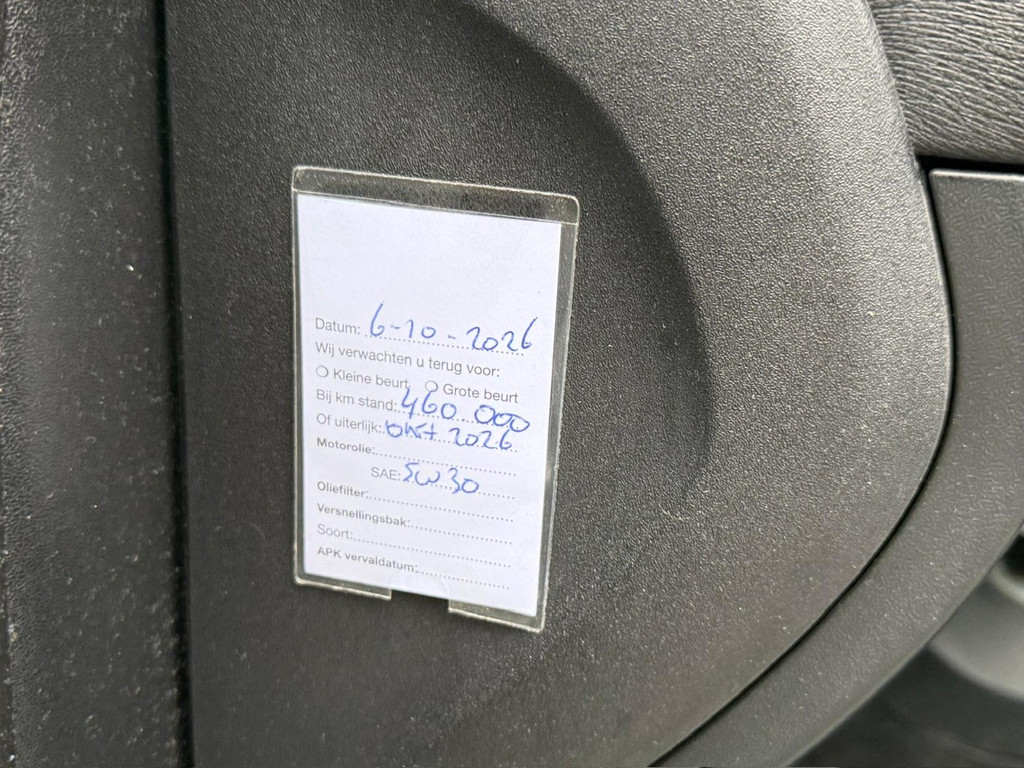 Datum: 6-10-2026
Wij verwachten u terug voor:
○ Kleine beurt ○ Grote beurt
Bij km stand: 460.000
Of uiterlijk: okt 2026
Motorolie:
SAE: 5w30
Oliefilter:
Versnellingsbak:
Soort:
APK vervaldatum: